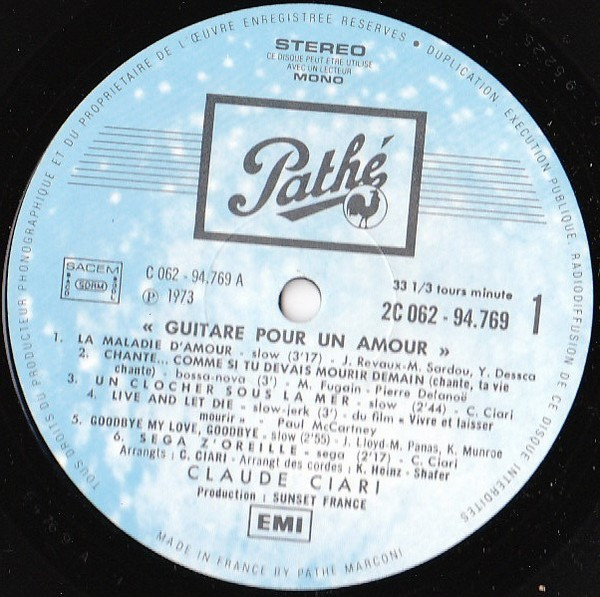 TOUS DROITS DU PRODUCTEUR PHONOGRAPHIQUE ET DU PROPRIETAIRE DE L'ŒUVRE ENREGISTREE RESERVES • DUPLICATION EXECUTION PUBLIQUE, RADIODIFFUSION DE CE DISQUE INTERDITES
STEREO
CE DISQUE PEUT ÊTRE UTILISÉ
AVEC UN LECTEUR
MONO
Pathé
SACEM
SDRM
C 062 - 94.769 A
℗ 1973
33 1/3 tours minute
2C 062 - 94.769
1
« GUITARE POUR UN AMOUR »
1. LA MALADIE D'AMOUR - slow (3'17) - J. Revaux-M. Sardou, Y. Dessca
2. CHANTE... COMME SI TU DEVAIS MOURIR DEMAIN (chante, ta vie
chante) - bossa-nova (3') - M. Fugain - Pierre Delanoë
3. UN CLOCHER SOUS LA MER - slow (2'44) - C. Ciari
4. LIVE AND LET DIE - slow-jerk (3') - du film « Vivre et laisser
mourir » - Paul McCartney
5. GOODBYE MY LOVE, GOODBYE - slow (2'55) - J. Lloyd-M. Panas, K. Munroe
6. SEGA Z'OREILLE - sega (2'17) - C. Ciari
Arrangts : C. CIARI - Arrangt des cordes : K. Heinz - Shafer
CLAUDE CIARI
Production : SUNSET FRANCE
EMI
MADE IN FRANCE BY PATHE MARCONI